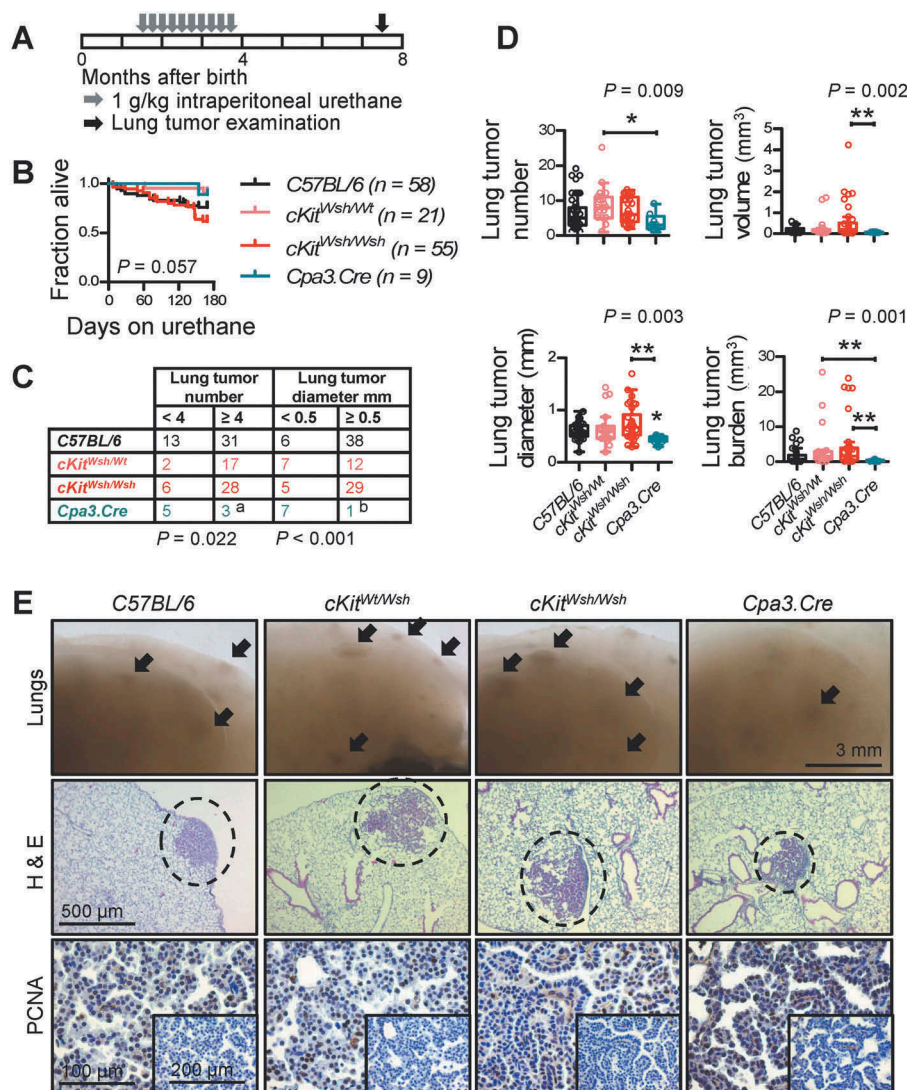 A
0 4 8
Months after birth
1 g/kg intraperitoneal urethane
Lung tumor examination
B
Fraction alive
1.0
0.5
0.0
P = 0.057
0 60 120 180
Days on urethane
C57BL/6 (n = 58)
cKitWsh/Wt (n = 21)
cKitWsh/Wsh (n = 55)
Cpa3.Cre (n = 9)
C
Lung tumor number
Lung tumor diameter mm
< 4 ≥ 4 < 0.5 ≥ 0.5
C57BL/6 13 31 6 38
cKitWsh/Wt 2 17 7 12
cKitWsh/Wsh 6 28 5 29
Cpa3.Cre 5 3 a 7 1 b
P = 0.022 P < 0.001
D
P = 0.009
*
Lung tumor number
30
20
10
0
P = 0.002
**
Lung tumor volume (mm3)
5
4
3
2
1
0
P = 0.003
**
*
Lung tumor diameter (mm)
2
1
0
C57BL/6
cKitWsh/Wt
cKitWsh/Wsh
Cpa3.Cre
P = 0.001
**
**
Lung tumor burden (mm3)
30
20
10
0
C57BL/6
cKitWsh/Wt
cKitWsh/Wsh
Cpa3.Cre
E
C57BL/6 cKitWt/Wsh cKitWsh/Wsh Cpa3.Cre
Lungs
3 mm
H & E
500 µm
PCNA
100 µm
200 µm